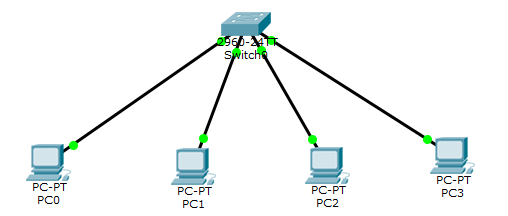 2960-24TT
Switch0
PC-PT
PC0
PC-PT
PC1
PC-PT
PC2
PC-PT
PC3